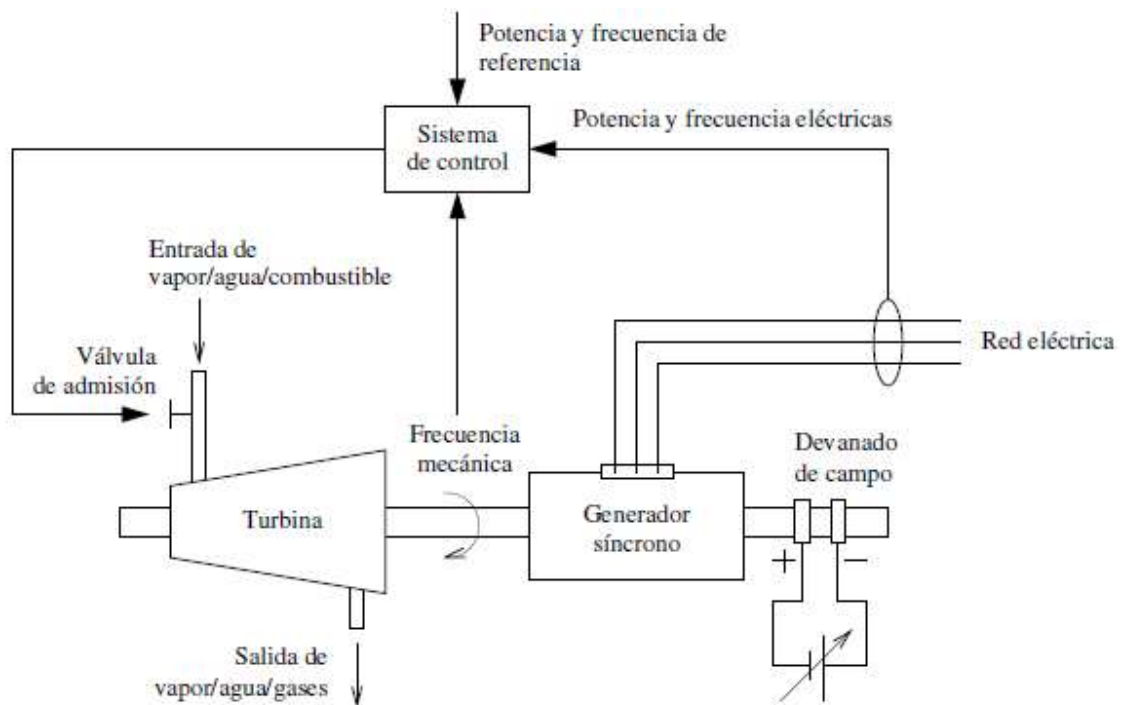 Potencia y frecuencia de
referencia
Potencia y frecuencia eléctricas
Sistema
de control
Entrada de
vapor/agua/combustible
Válvula
de admisión
Red eléctrica
Frecuencia
mecánica
Devanado
de campo
Turbina
Generador
síncrono
+ −
Salida de
vapor/agua/gases